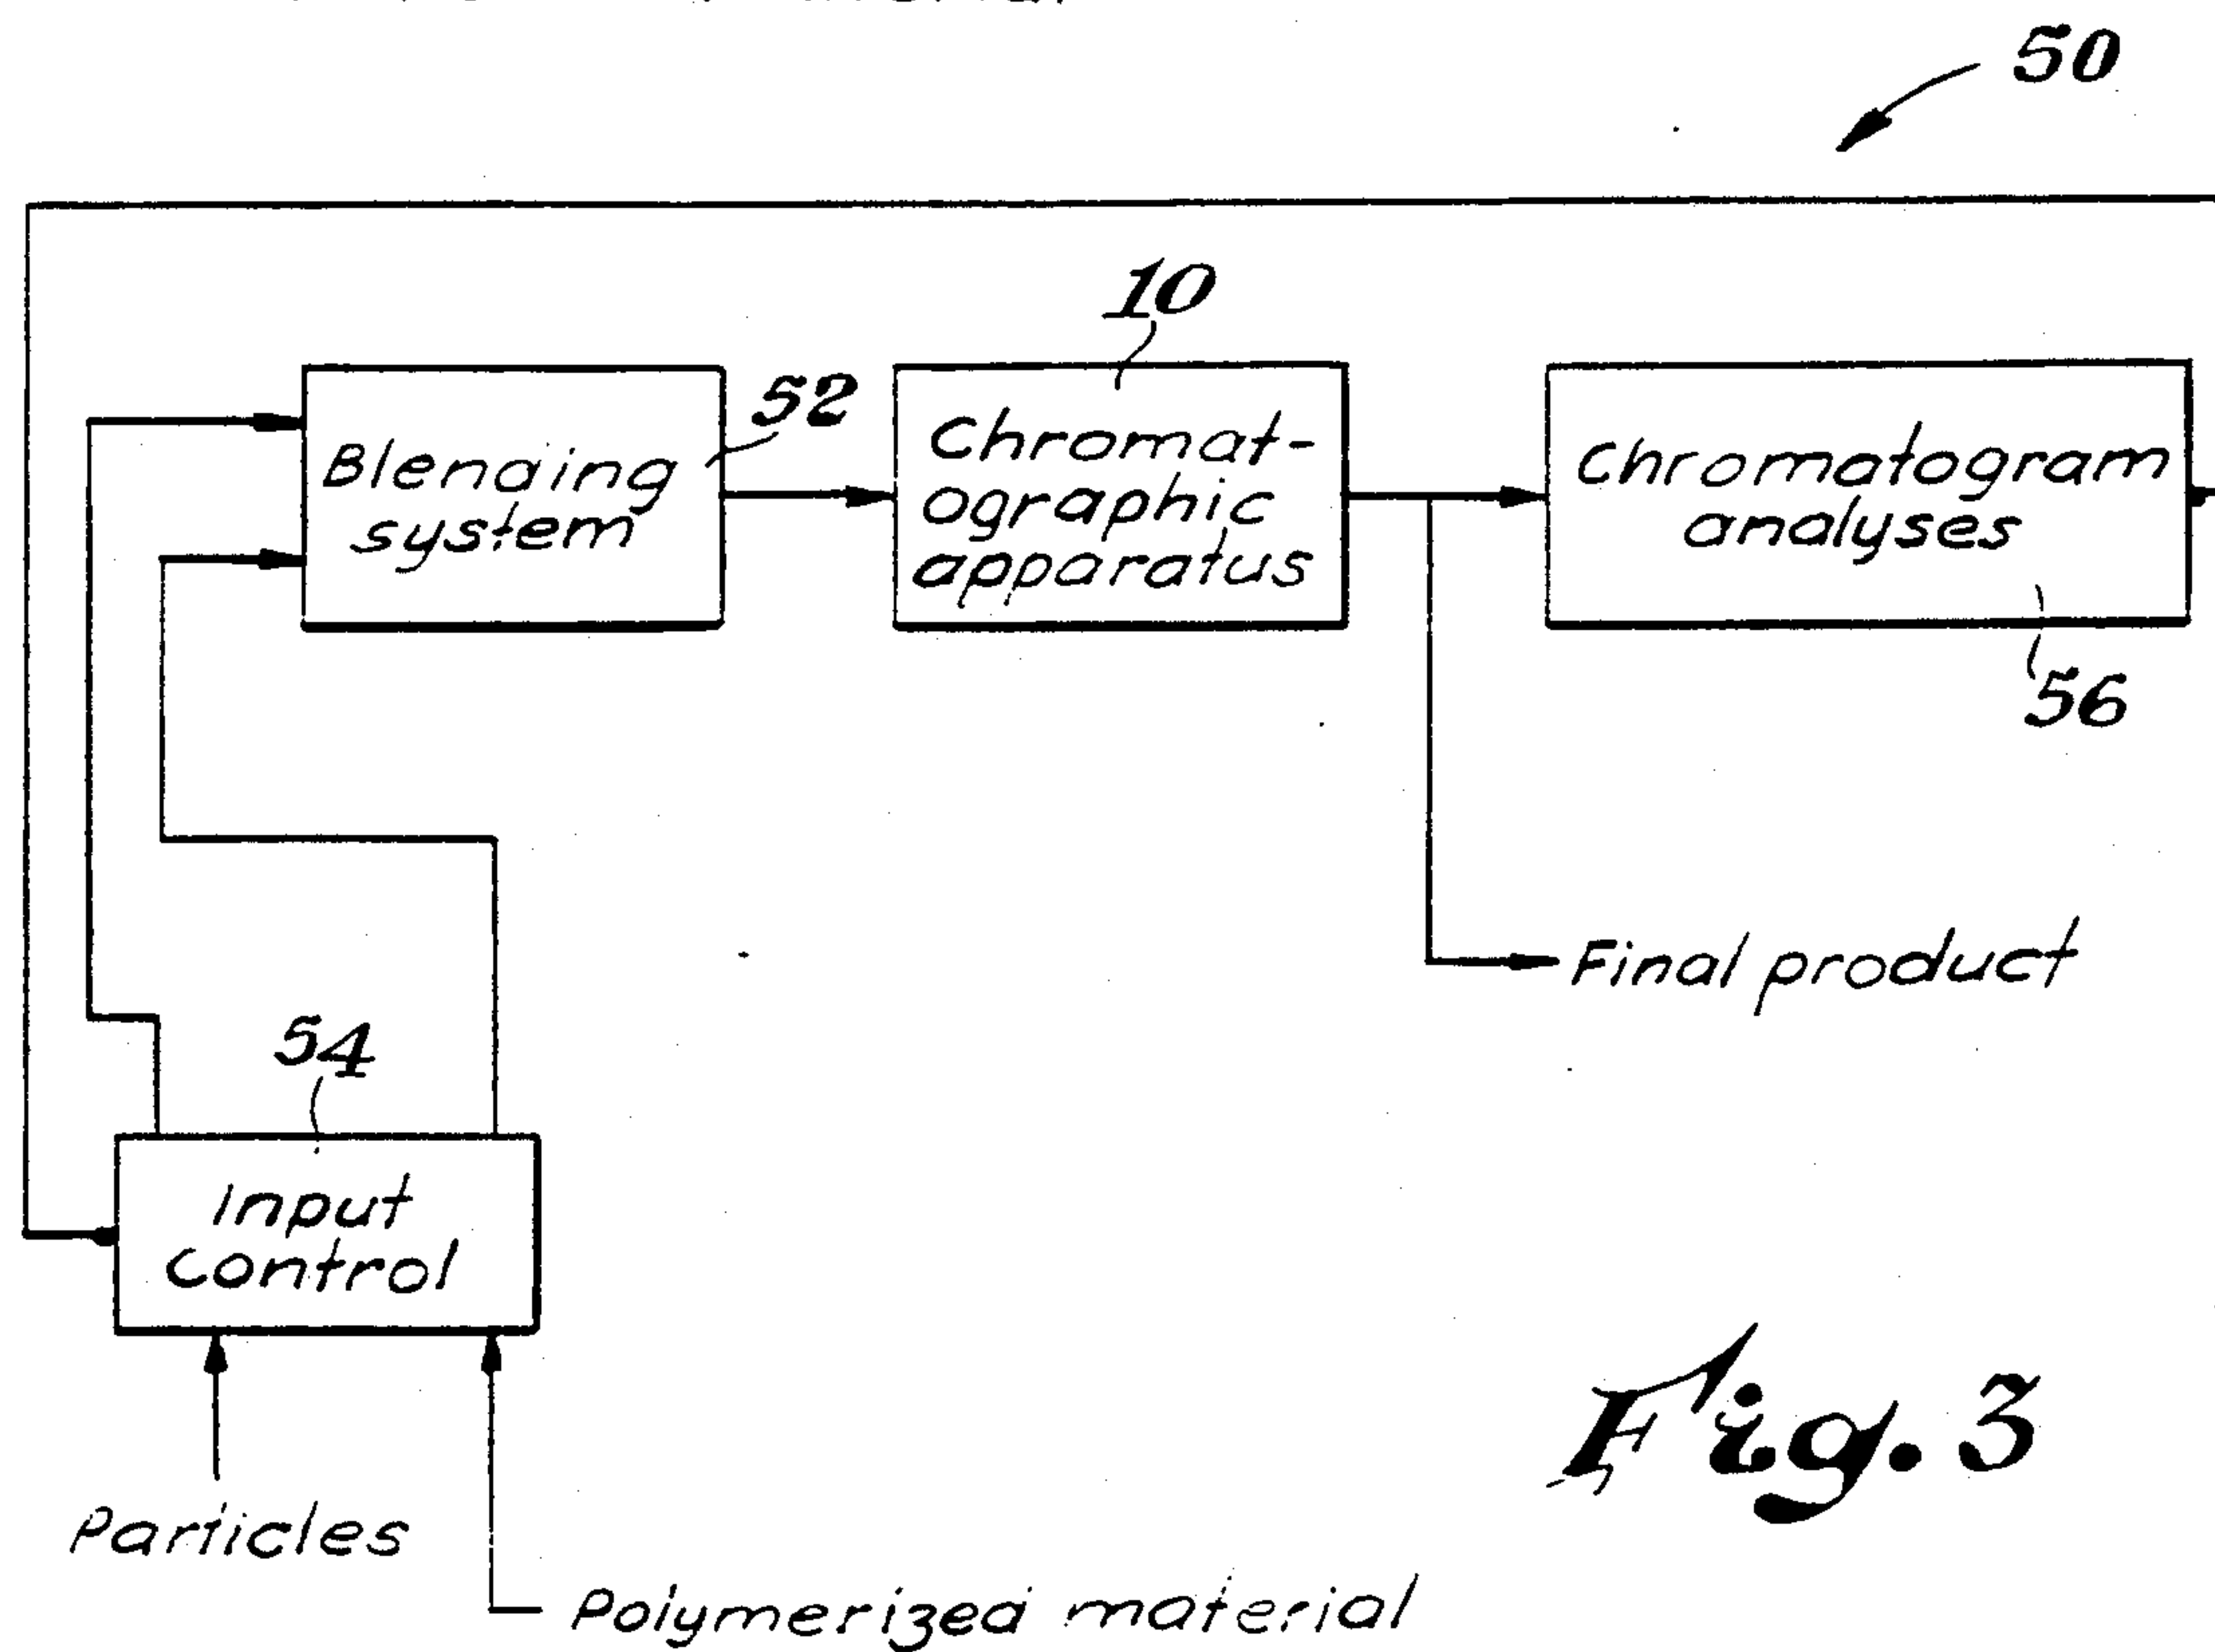 50
10
52
Blending
system
Chromat-
ographic
apparatus
Chromatogram
analyses
56
Final product
54
Input
control
Particles
Polymerized material
Fig. 3